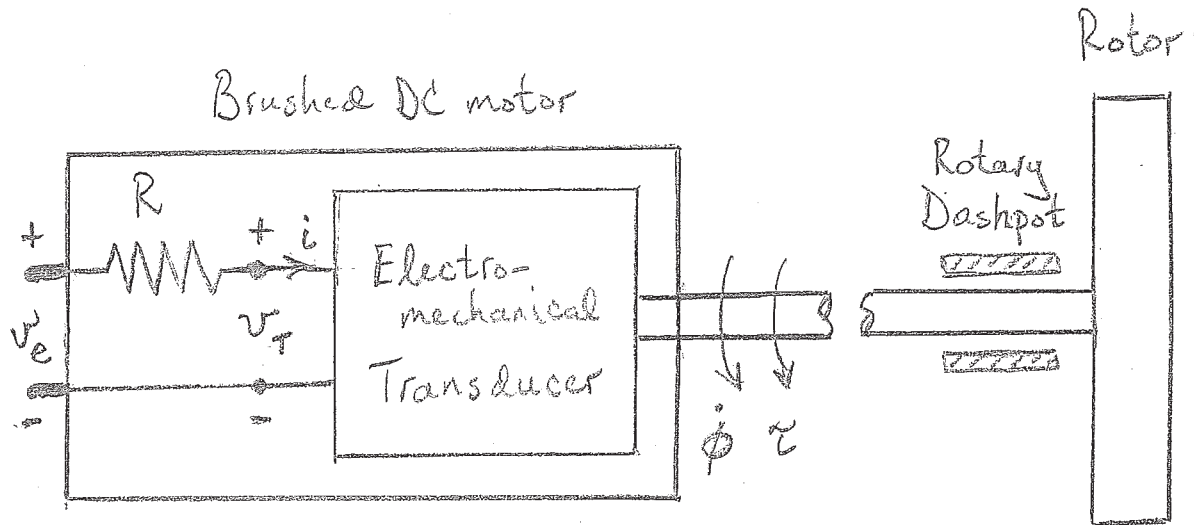 Rotor
Brushed DC motor
Rotary
Dashpot
R
+
+ i
Electro-
mechanical
Transducer
v_e
v_T
-
-
φ̇ τ